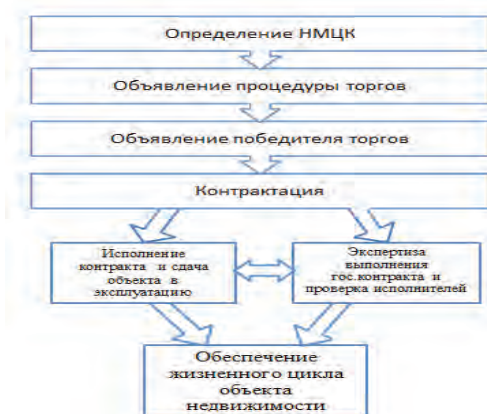 Определение НМЦК
Объявление процедуры торгов
Объявление победителя торгов
Контрактация
Исполнение
контракта и сдача
объекта в
эксплуатацию
Экспертиза
выполнения
гос.контракта и
проверка исполнителей
Обеспечение
жизненного цикла
объекта
недвижимости